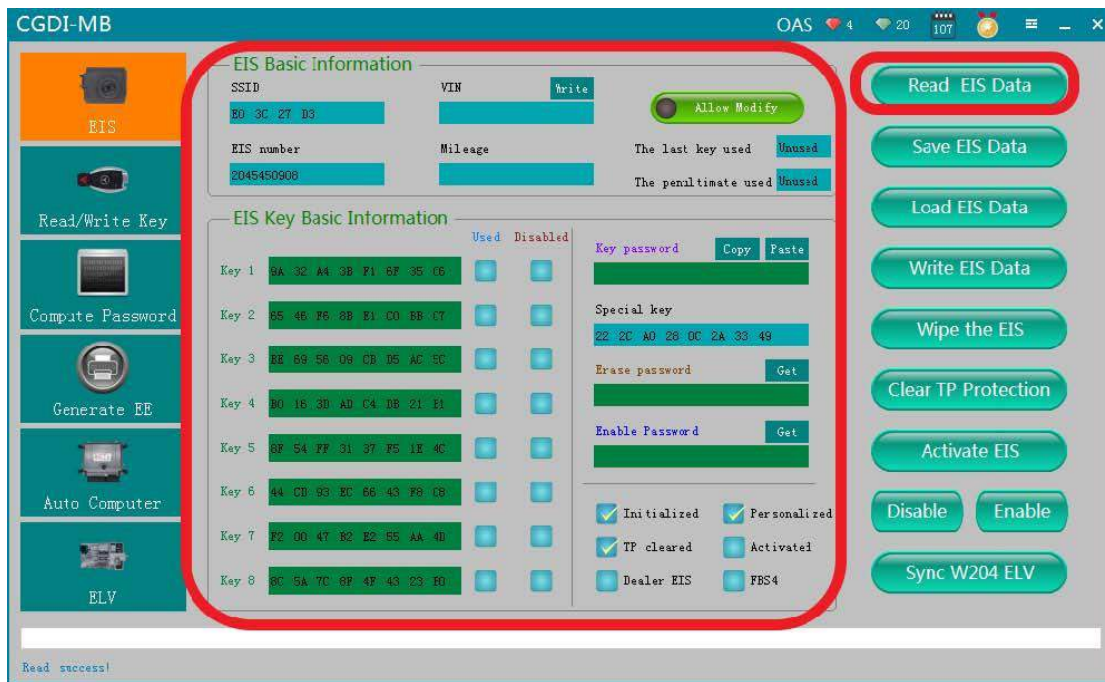 CGDI-MB
OAS 4 20 107
EIS
Read/Write Key
Compute Password
Generate EE
Auto Computer
ELV
EIS Basic Information
SSID VIN Write
E0 3C 27 D3
Allow Modify
EIS number Mileage The last key used Unused
2045450908
The peniltimate used Unused
EIS Key Basic Information
Used Disabled
Key 1 9A 32 A4 3B F1 6F 35 C6
Key 2 65 46 F6 8B E1 C0 BB C7
Key 3 BE 69 56 09 CB D5 AC 5C
Key 4 B0 16 3D AD C4 DB 21 E1
Key 5 8F 54 FF 31 37 F5 1E 4C
Key 6 44 CD 93 EC 66 43 F8 C8
Key 7 F2 00 47 B2 E2 55 AA 4D
Key 8 8C 5A 7C 8F 4F 43 23 E0
Key password Copy Paste
Special key
22 2C A0 28 0C 2A 33 49
Erase password Get
Enable Password Get
Initialized Personalized
TP cleared Activated
Dealer EIS FBS4
Read EIS Data
Save EIS Data
Load EIS Data
Write EIS Data
Wipe the EIS
Clear TP Protection
Activate EIS
Disable Enable
Sync W204 ELV
Read success!